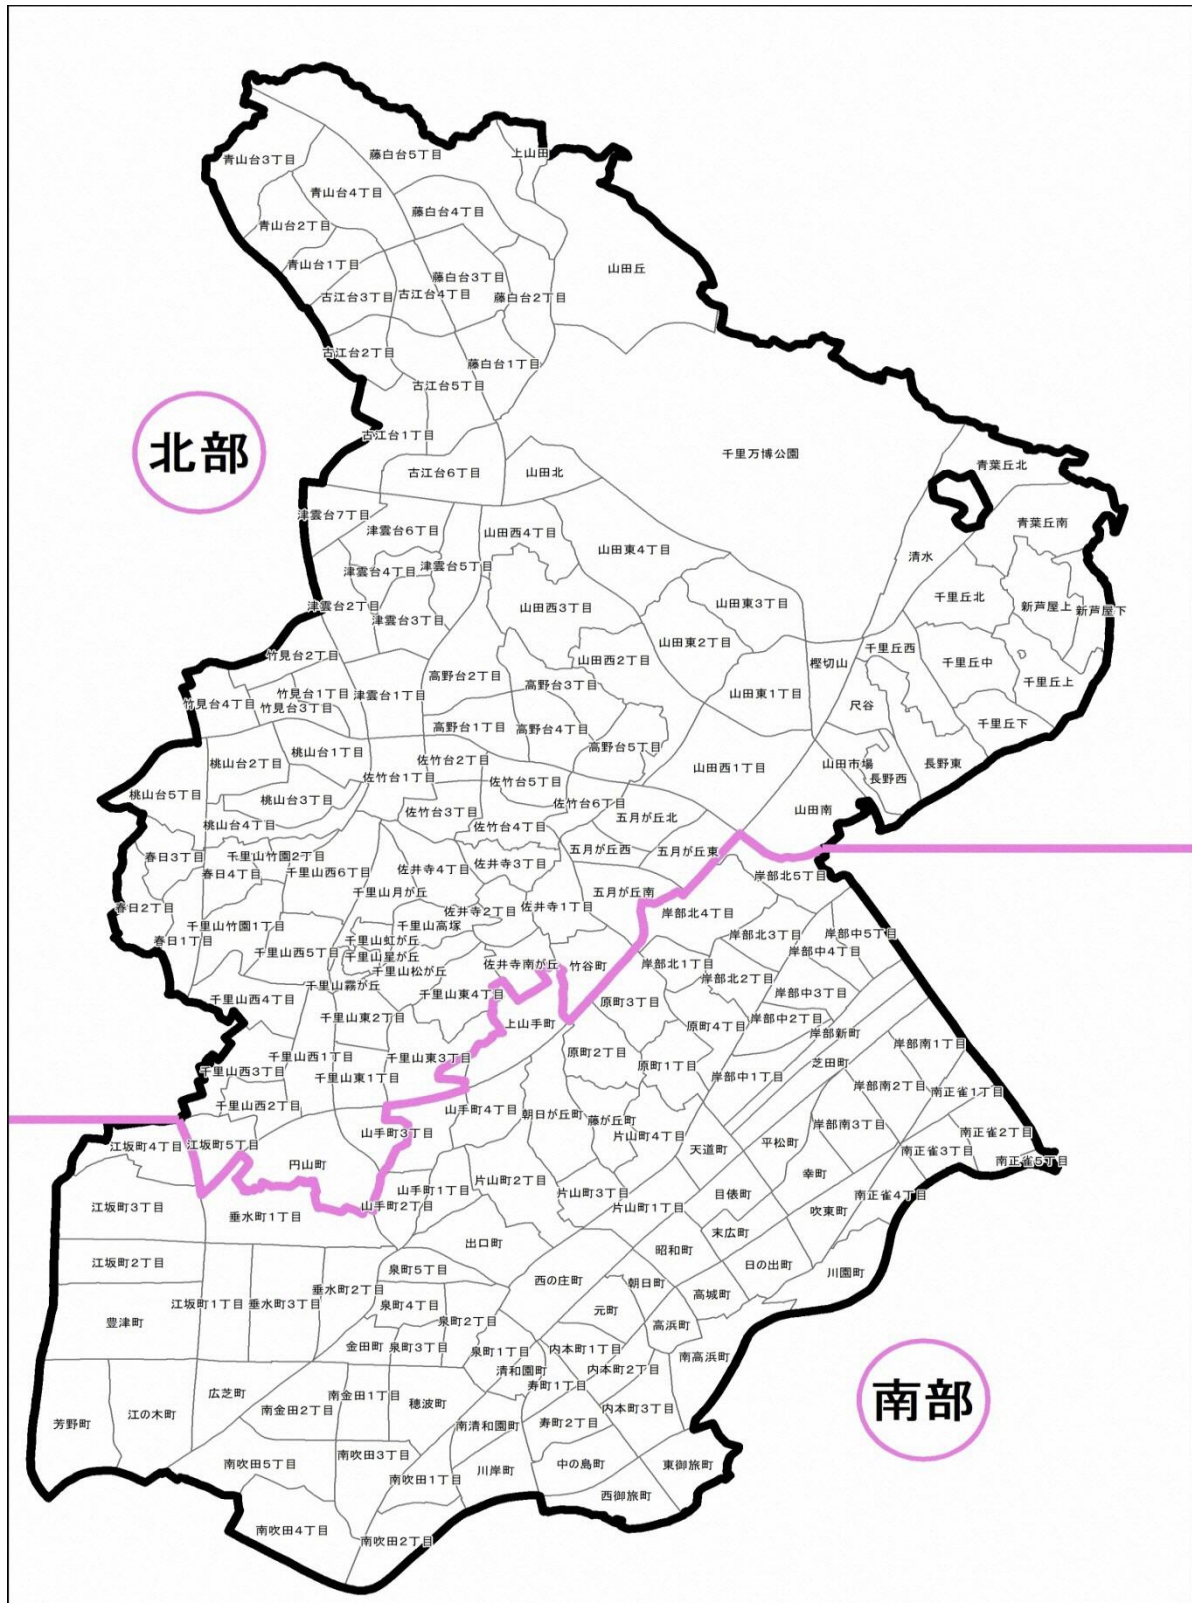 青山台3丁目
藤白台5丁目
上山田
青山台4丁目
藤白台4丁目
青山台2丁目
青山台1丁目
山田丘
藤白台3丁目
古江台3丁目
古江台4丁目
藤白台2丁目
古江台2丁目
藤白台1丁目
古江台5丁目
北部
古江台1丁目
古江台6丁目
山田北
千里万博公園
青葉丘北
津雲台7丁目
津雲台6丁目
山田西4丁目
山田東4丁目
青葉丘南
清水
津雲台4丁目
津雲台5丁目
津雲台2丁目
津雲台3丁目
山田西3丁目
山田東3丁目
千里丘北
新芦屋上
新芦屋下
山田東2丁目
千里丘西
竹見台2丁目
山田西2丁目
樫切山
千里丘中
高野台2丁目
高野台3丁目
千里丘上
竹見台1丁目
津雲台1丁目
山田東1丁目
竹見台4丁目
竹見台3丁目
尺谷
高野台1丁目
高野台4丁目
高野台5丁目
千里丘下
桃山台1丁目
桃山台2丁目
佐竹台2丁目
佐竹台1丁目
佐竹台5丁目
山田西1丁目
山田市場
長野東
長野西
桃山台5丁目
桃山台3丁目
佐竹台3丁目
佐竹台6丁目
山田南
桃山台4丁目
佐竹台4丁目
五月が丘北
春日3丁目
千里山竹園2丁目
五月が丘西
五月が丘東
春日4丁目
千里山西6丁目
佐井寺4丁目
佐井寺3丁目
岸部北5丁目
千里山月が丘
五月が丘南
春日2丁目
佐井寺2丁目
佐井寺1丁目
岸部北4丁目
千里山竹園1丁目
千里山高塚
岸部北3丁目
岸部中5丁目
春日1丁目
千里山西5丁目
千里山虹が丘
千里山星が丘
千里山松が丘
佐井寺南が丘
竹谷町
岸部北1丁目
岸部北2丁目
岸部中4丁目
千里山霧が丘
千里山西4丁目
千里山東4丁目
原町3丁目
岸部中3丁目
千里山東2丁目
上山手町
原町4丁目
岸部中2丁目
岸部新町
岸部南1丁目
千里山西1丁目
千里山東3丁目
原町2丁目
原町1丁目
芝田町
千里山西3丁目
千里山東1丁目
岸部中1丁目
岸部南2丁目
南正雀1丁目
千里山西2丁目
山手町4丁目
朝日が丘町
藤が丘町
岸部南3丁目
江坂町4丁目
江坂町5丁目
山手町3丁目
片山町4丁目
天道町
平松町
南正雀2丁目
南正雀3丁目
南正雀5丁目
円山町
山手町1丁目
片山町2丁目
片山町3丁目
幸町
南正雀4丁目
江坂町3丁目
垂水町1丁目
山手町2丁目
片山町1丁目
目俵町
吹東町
出口町
昭和町
末広町
江坂町2丁目
泉町5丁目
西の庄町
朝日町
日の出町
川園町
江坂町1丁目
垂水町3丁目
垂水町2丁目
泉町4丁目
泉町2丁目
元町
高城町
高浜町
豊津町
金田町
泉町3丁目
泉町1丁目
内本町1丁目
南高浜町
清和園町
内本町2丁目
寿町1丁目
広芝町
南金田1丁目
穂波町
内本町3丁目
南部
芳野町
江の木町
南金田2丁目
南清和園町
寿町2丁目
南吹田5丁目
南吹田3丁目
南吹田1丁目
川岸町
中の島町
東御旅町
西御旅町
南吹田4丁目
南吹田2丁目